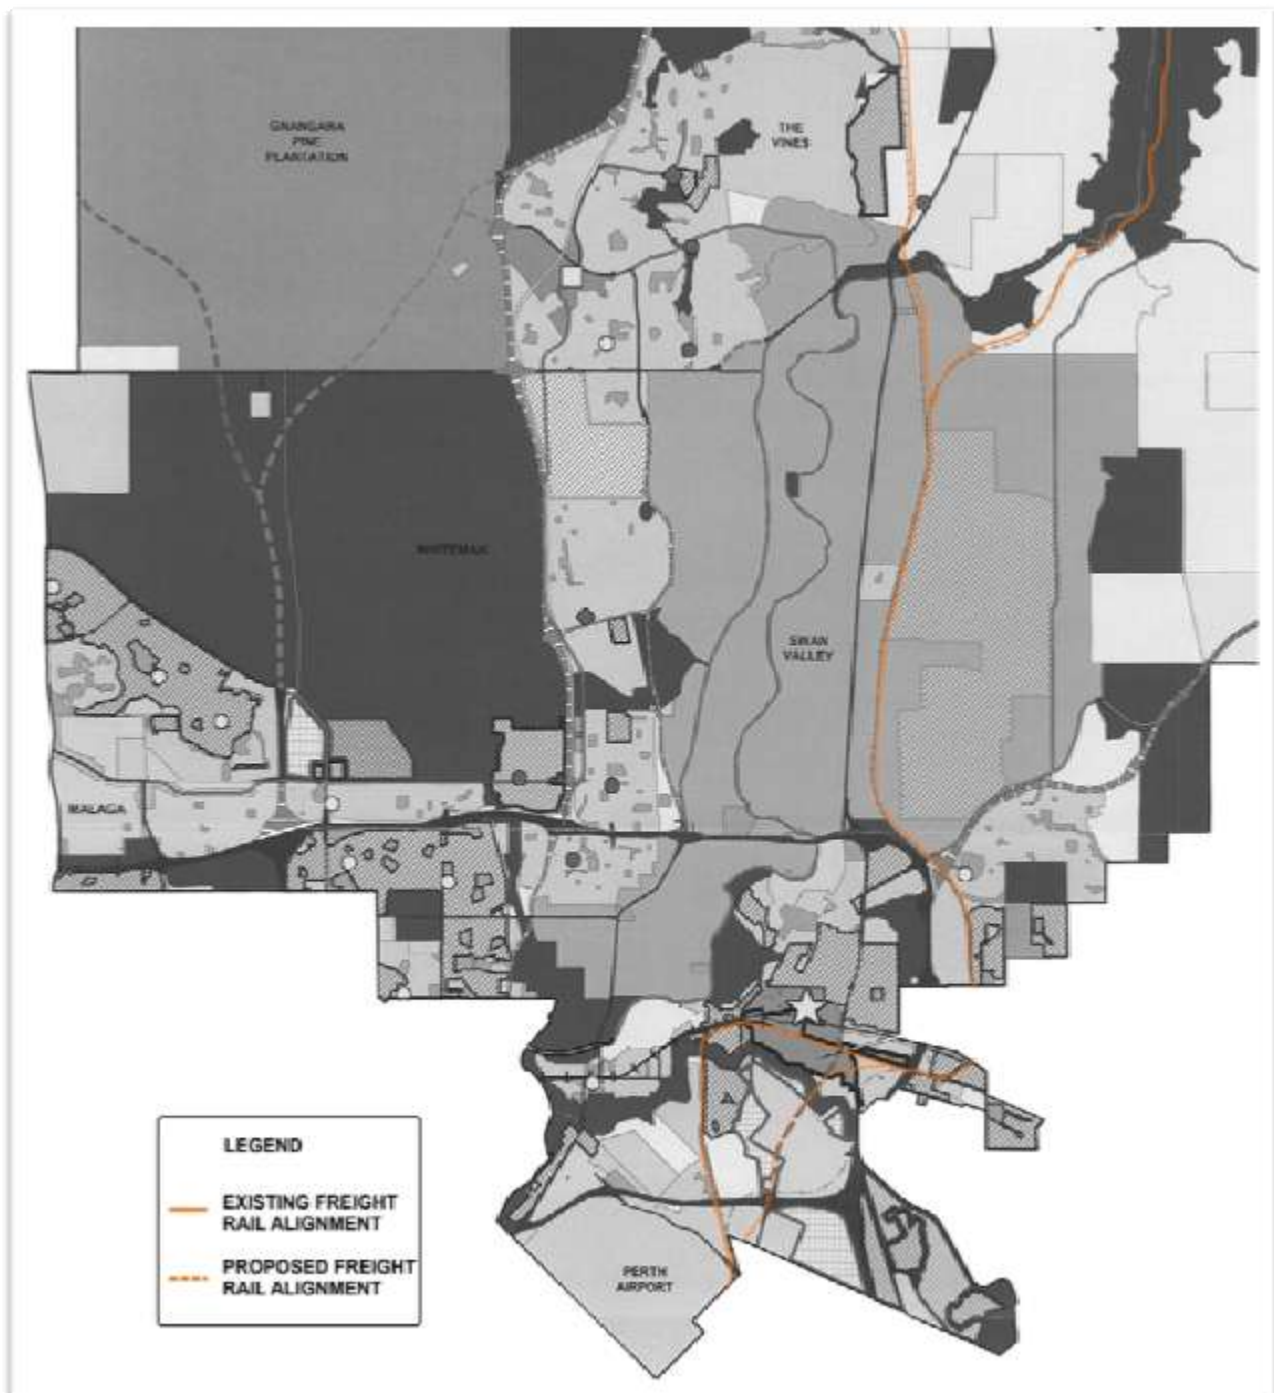 GNANGARA
PINE
PLANTATION
THE
VINES
WHITEMAN
SWAN
VALLEY
MALAGA
PERTH
AIRPORT
LEGEND
EXISTING FREIGHT
RAIL ALIGNMENT
PROPOSED FREIGHT
RAIL ALIGNMENT